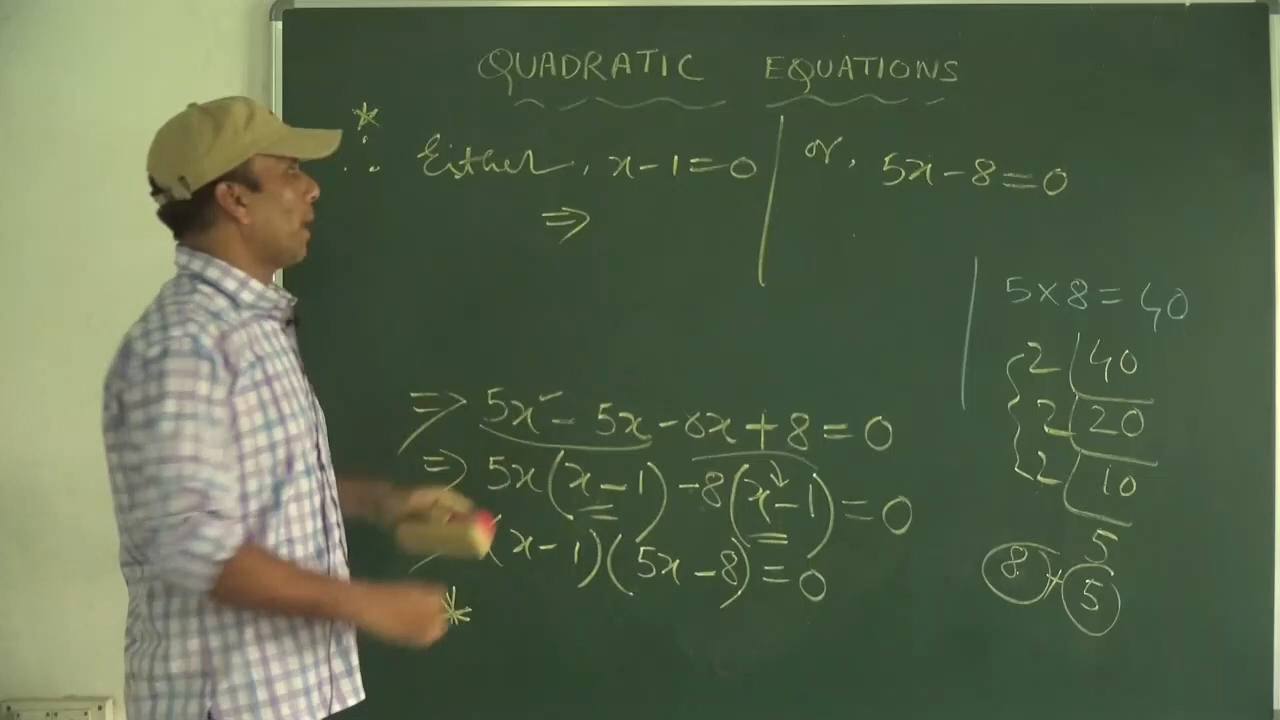 QUADRATIC EQUATIONS
*
∴ Either, x-1=0 | or, 5x-8=0
⇒
⇒ 5x² - 5x - 8x + 8 = 0
⇒ 5x(x-1) -8(x-1) = 0
(x-1)(5x-8) = 0
*
5×8=40
2 | 40
2 | 20
2 | 10
5
8+5